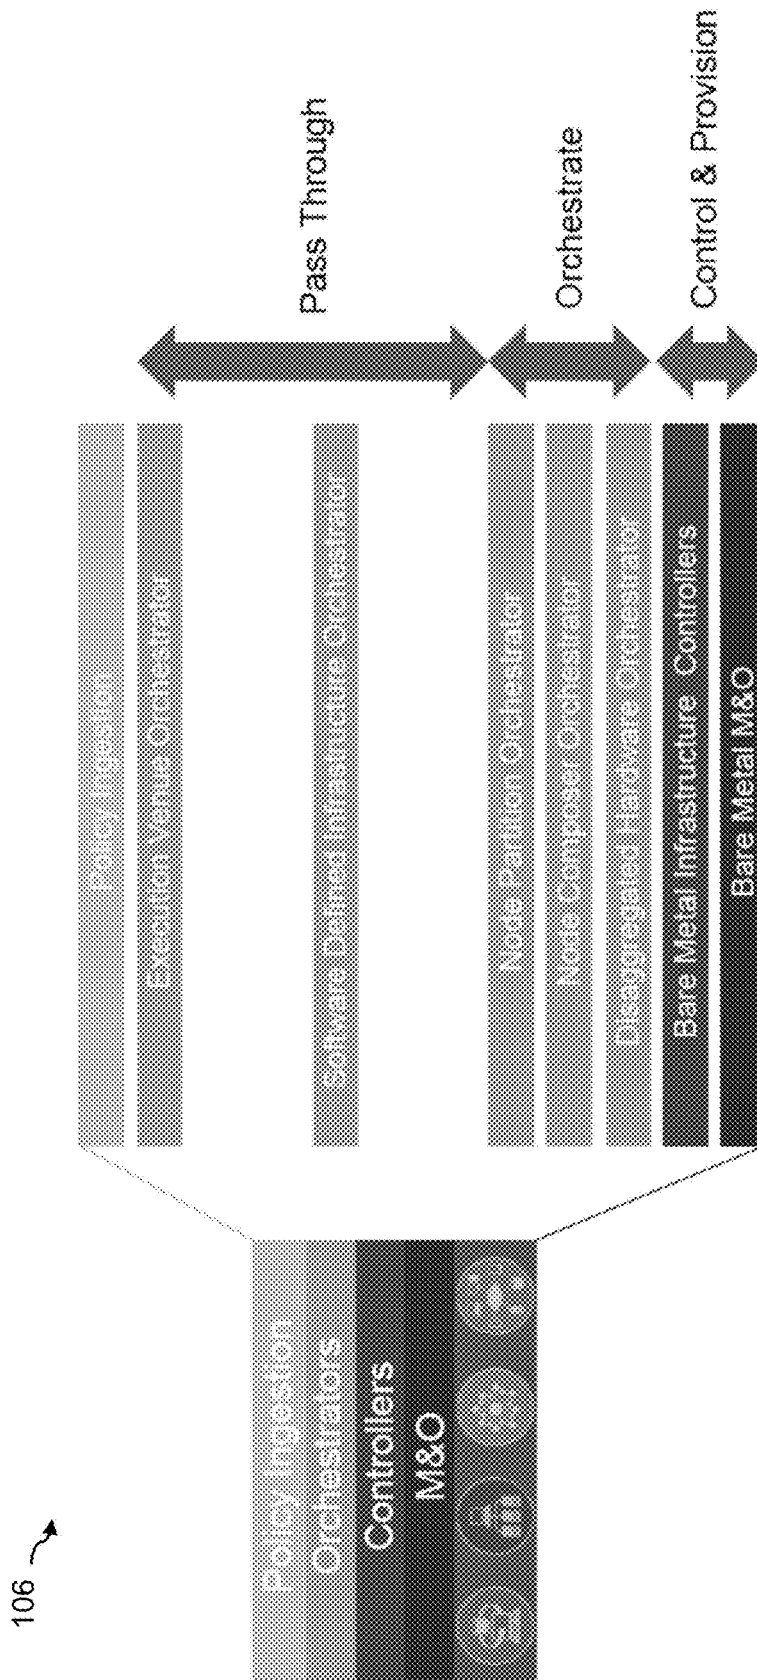 106
Policy Ingestion
Orchestrators
Controllers
M&O
Policy Ingestion
Execution Venue Orchestrator
Software Defined Infrastructure Orchestrator
Node Partition Orchestrator
Node Composer Orchestrator
Disaggregated Hardware Orchestrator
Bare Metal Infrastructure Controllers
Bare Metal M&O
Pass Through
Orchestrate
Control & Provision